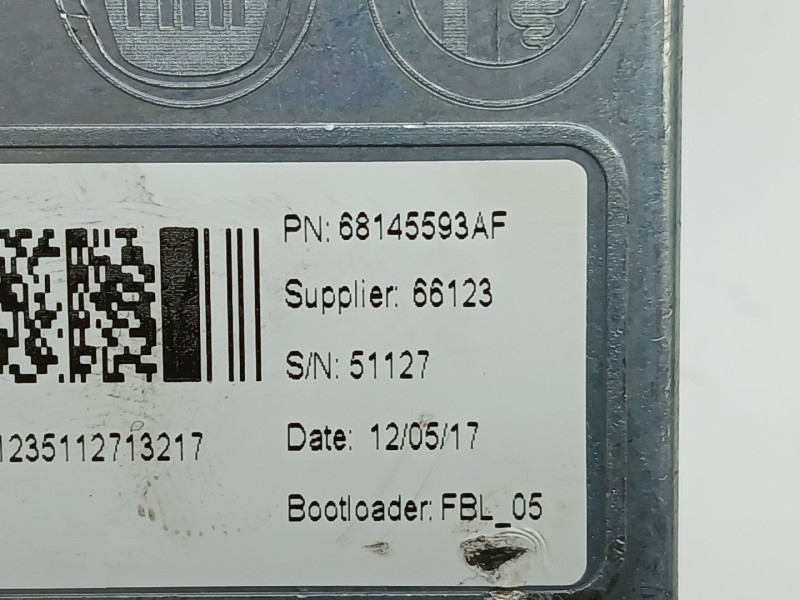 PN: 68145593AF
Supplier: 66123
S/N: 51127
Date: 12/05/17
1235112713217
Bootloader: FBL_05